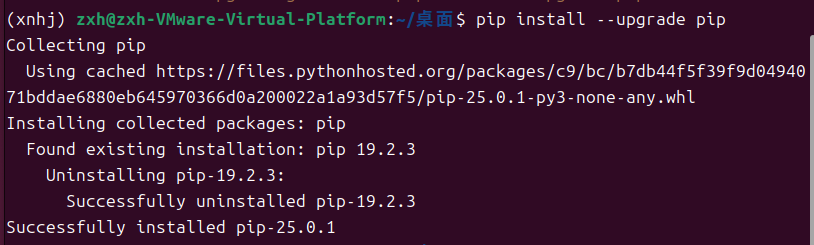 (xnhj) zxh@zxh-VMware-Virtual-Platform:~/桌面$ pip install --upgrade pip
Collecting pip
  Using cached https://files.pythonhosted.org/packages/c9/bc/b7db44f5f39f9d04940
71bddae6880eb645970366d0a200022a1a93d57f5/pip-25.0.1-py3-none-any.whl
Installing collected packages: pip
  Found existing installation: pip 19.2.3
    Uninstalling pip-19.2.3:
      Successfully uninstalled pip-19.2.3
Successfully installed pip-25.0.1